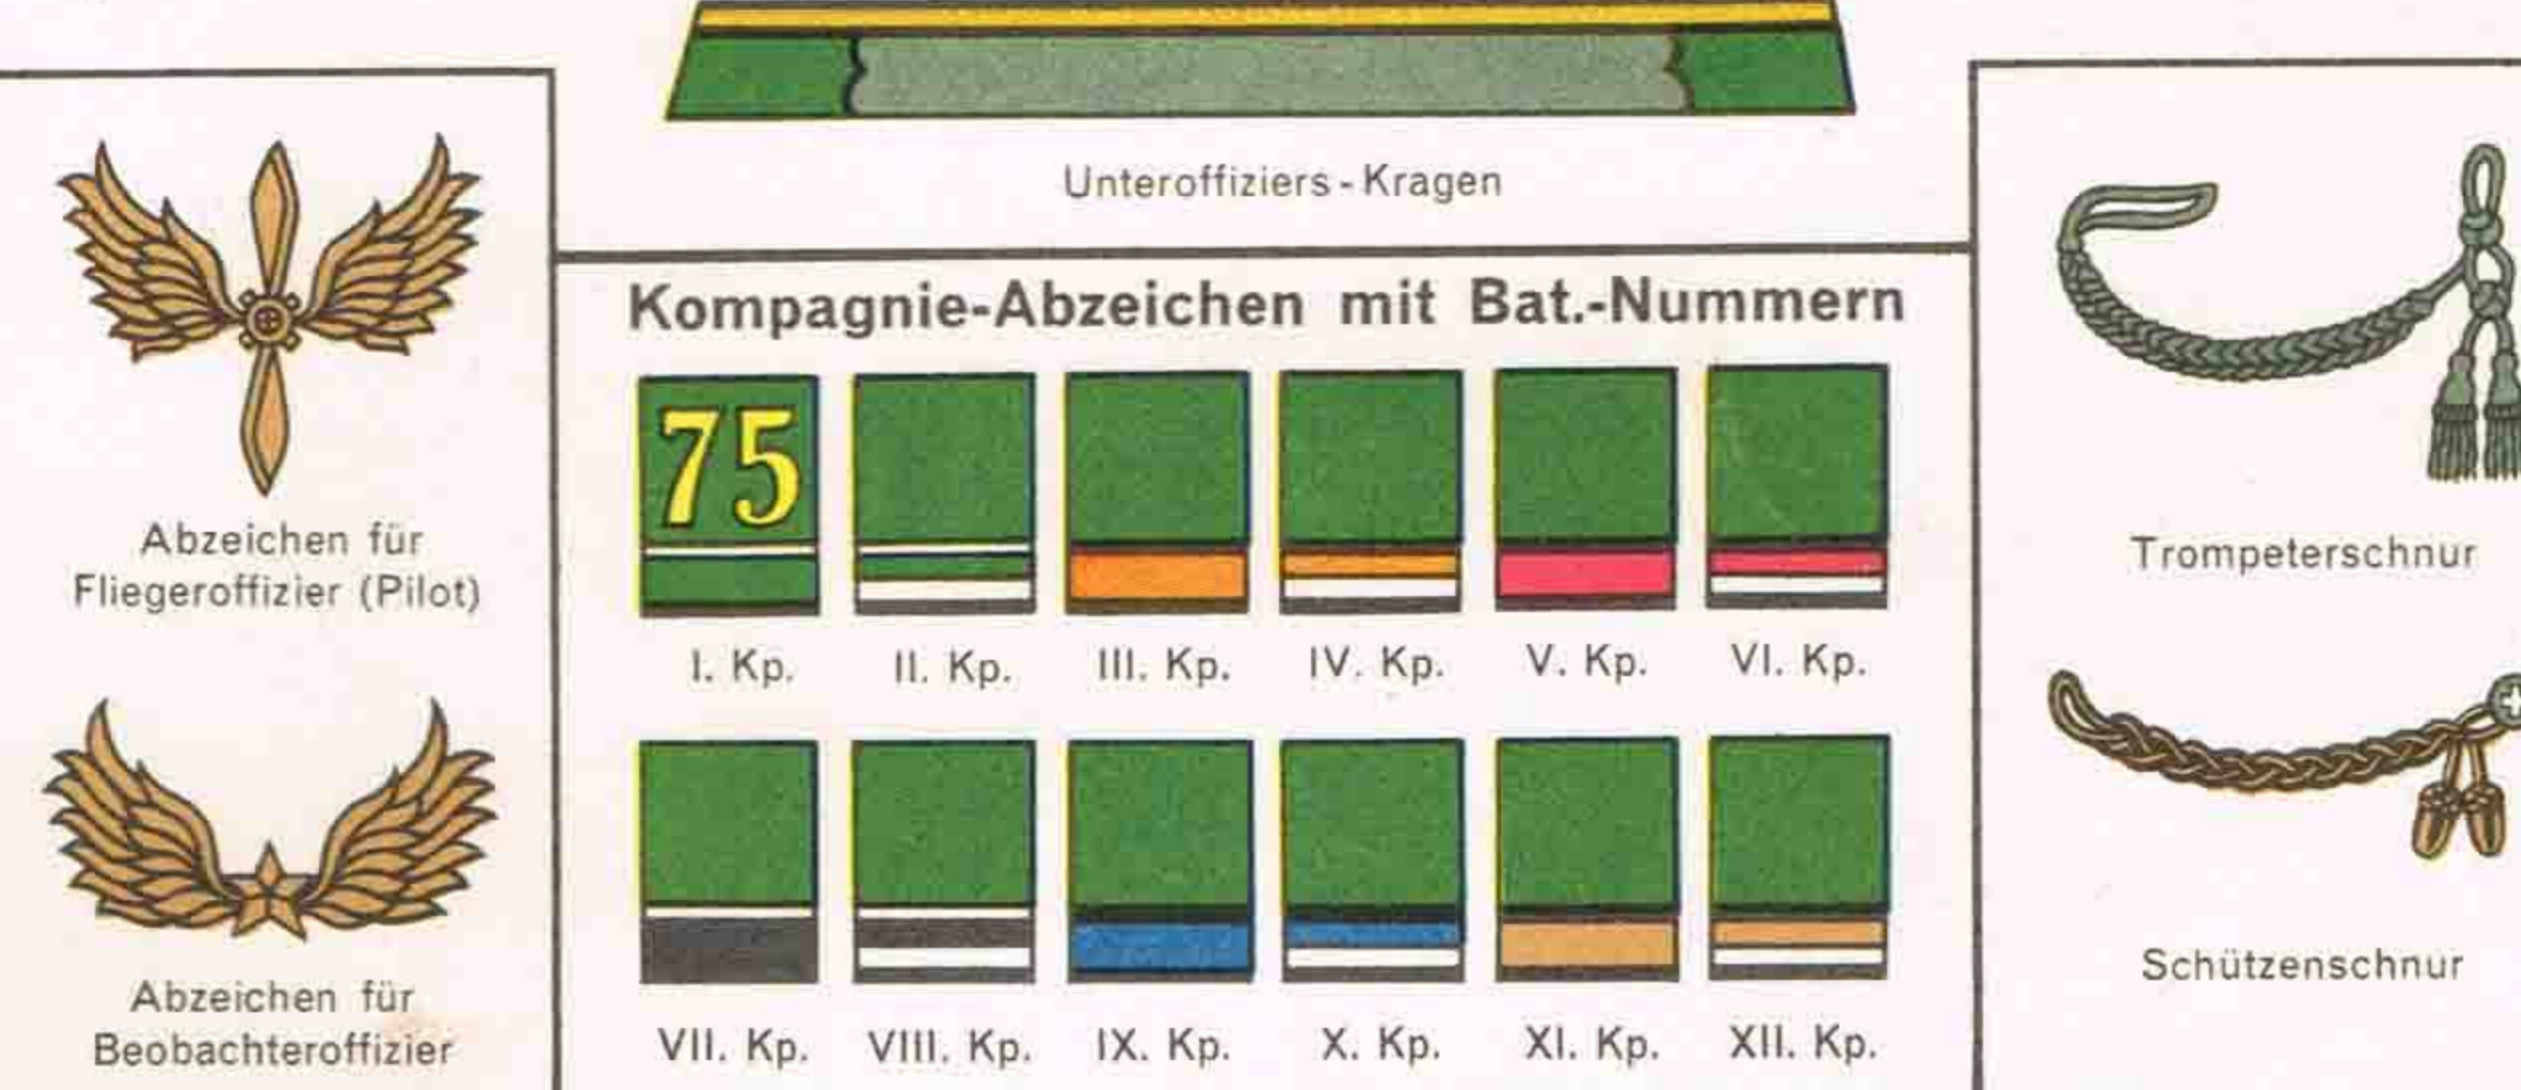 Unteroffiziers - Kragen
Abzeichen für
Fliegeroffizier (Pilot)
Abzeichen für
Beobachteroffizier
Kompagnie-Abzeichen mit Bat.-Nummern
75
I. Kp. II. Kp. III. Kp. IV. Kp. V. Kp. VI. Kp.
VII. Kp. VIII. Kp. IX. Kp. X. Kp. XI. Kp. XII. Kp.
Trompeterschnur
Schützenschnur